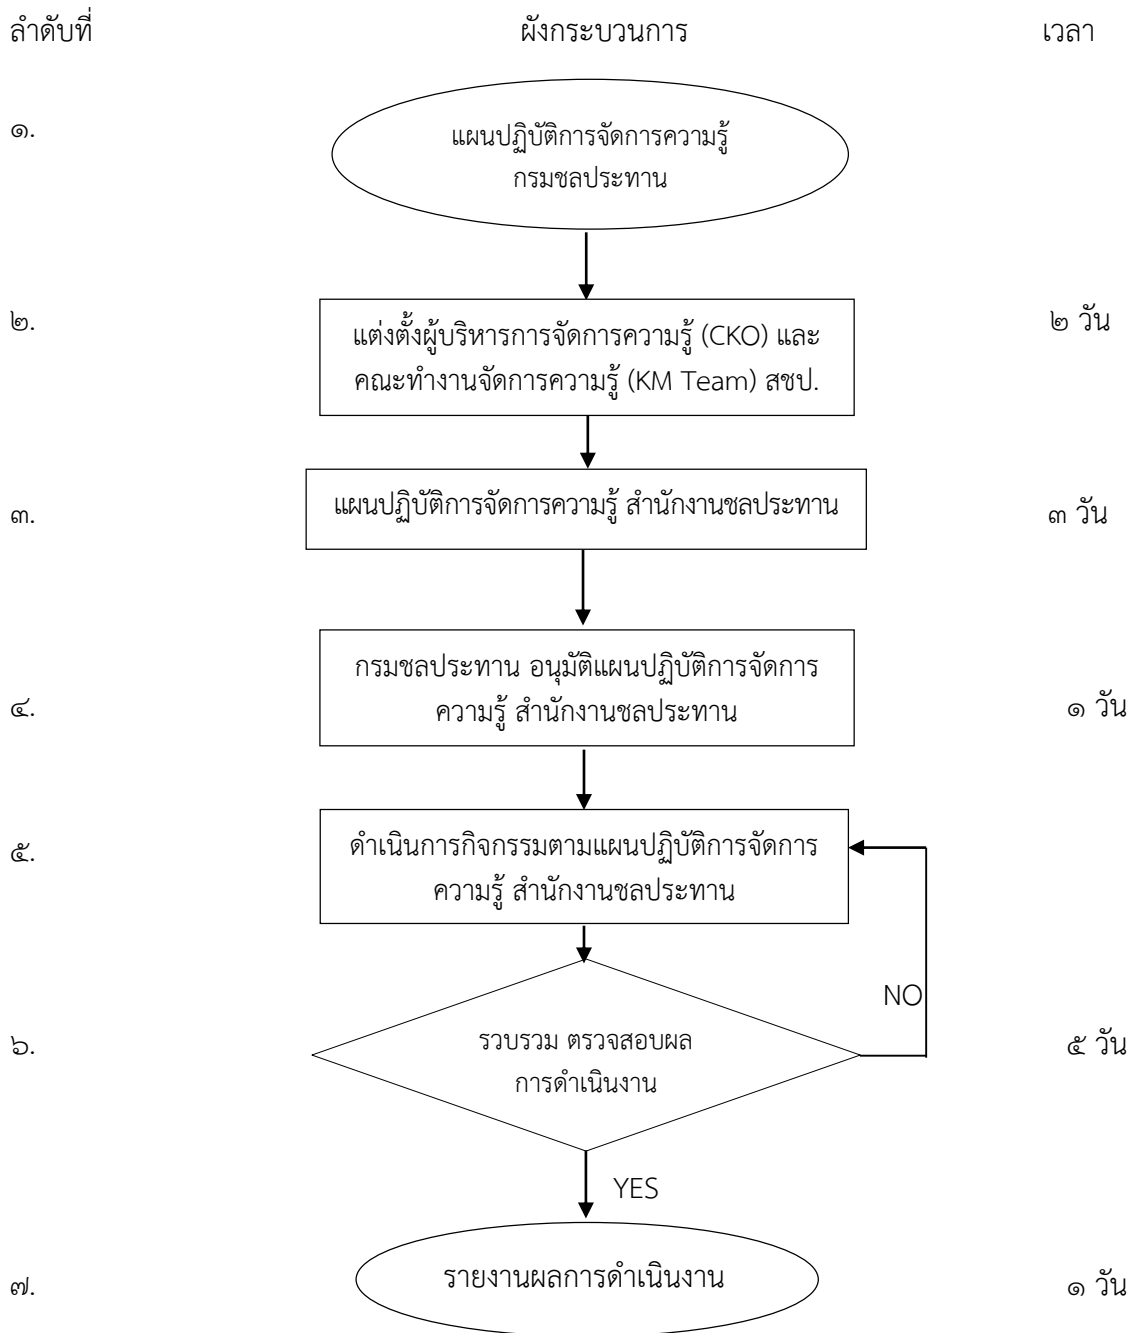 ลำดับที่ ผังกระบวนการ เวลา
๑.
แผนปฏิบัติการจัดการความรู้
กรมชลประทาน
๒.
แต่งตั้งผู้บริหารการจัดการความรู้ (CKO) และ
คณะทำงานจัดการความรู้ (KM Team) สชป.
๒ วัน
๓.
แผนปฏิบัติการจัดการความรู้ สำนักงานชลประทาน
๓ วัน
๔.
กรมชลประทาน อนุมัติแผนปฏิบัติการจัดการ
ความรู้ สำนักงานชลประทาน
๑ วัน
๕.
ดำเนินการกิจกรรมตามแผนปฏิบัติการจัดการ
ความรู้ สำนักงานชลประทาน
NO
๖.
รวบรวม ตรวจสอบผล
การดำเนินงาน
๕ วัน
YES
๗.
รายงานผลการดำเนินงาน
๑ วัน